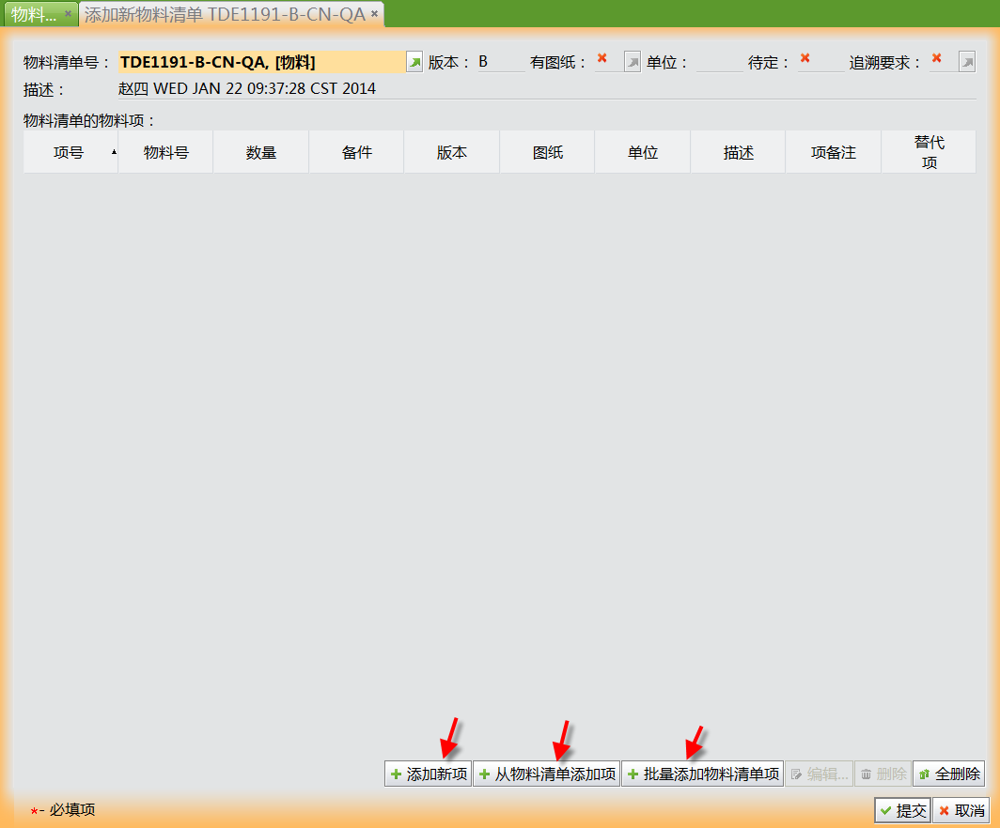 物料... × 添加新物料清单 TDE1191-B-CN-QA ×
物料清单号： TDE1191-B-CN-QA, [物料] 版本： B 有图纸： 单位： 待定： 追溯要求：
描述： 赵四 WED JAN 22 09:37:28 CST 2014
物料清单的物料项：
项号 物料号 数量 备件 版本 图纸 单位 描述 项备注 替代
项
添加新项 从物料清单添加项 批量添加物料清单项 编辑... 删除 全删除
*- 必填项 提交 取消